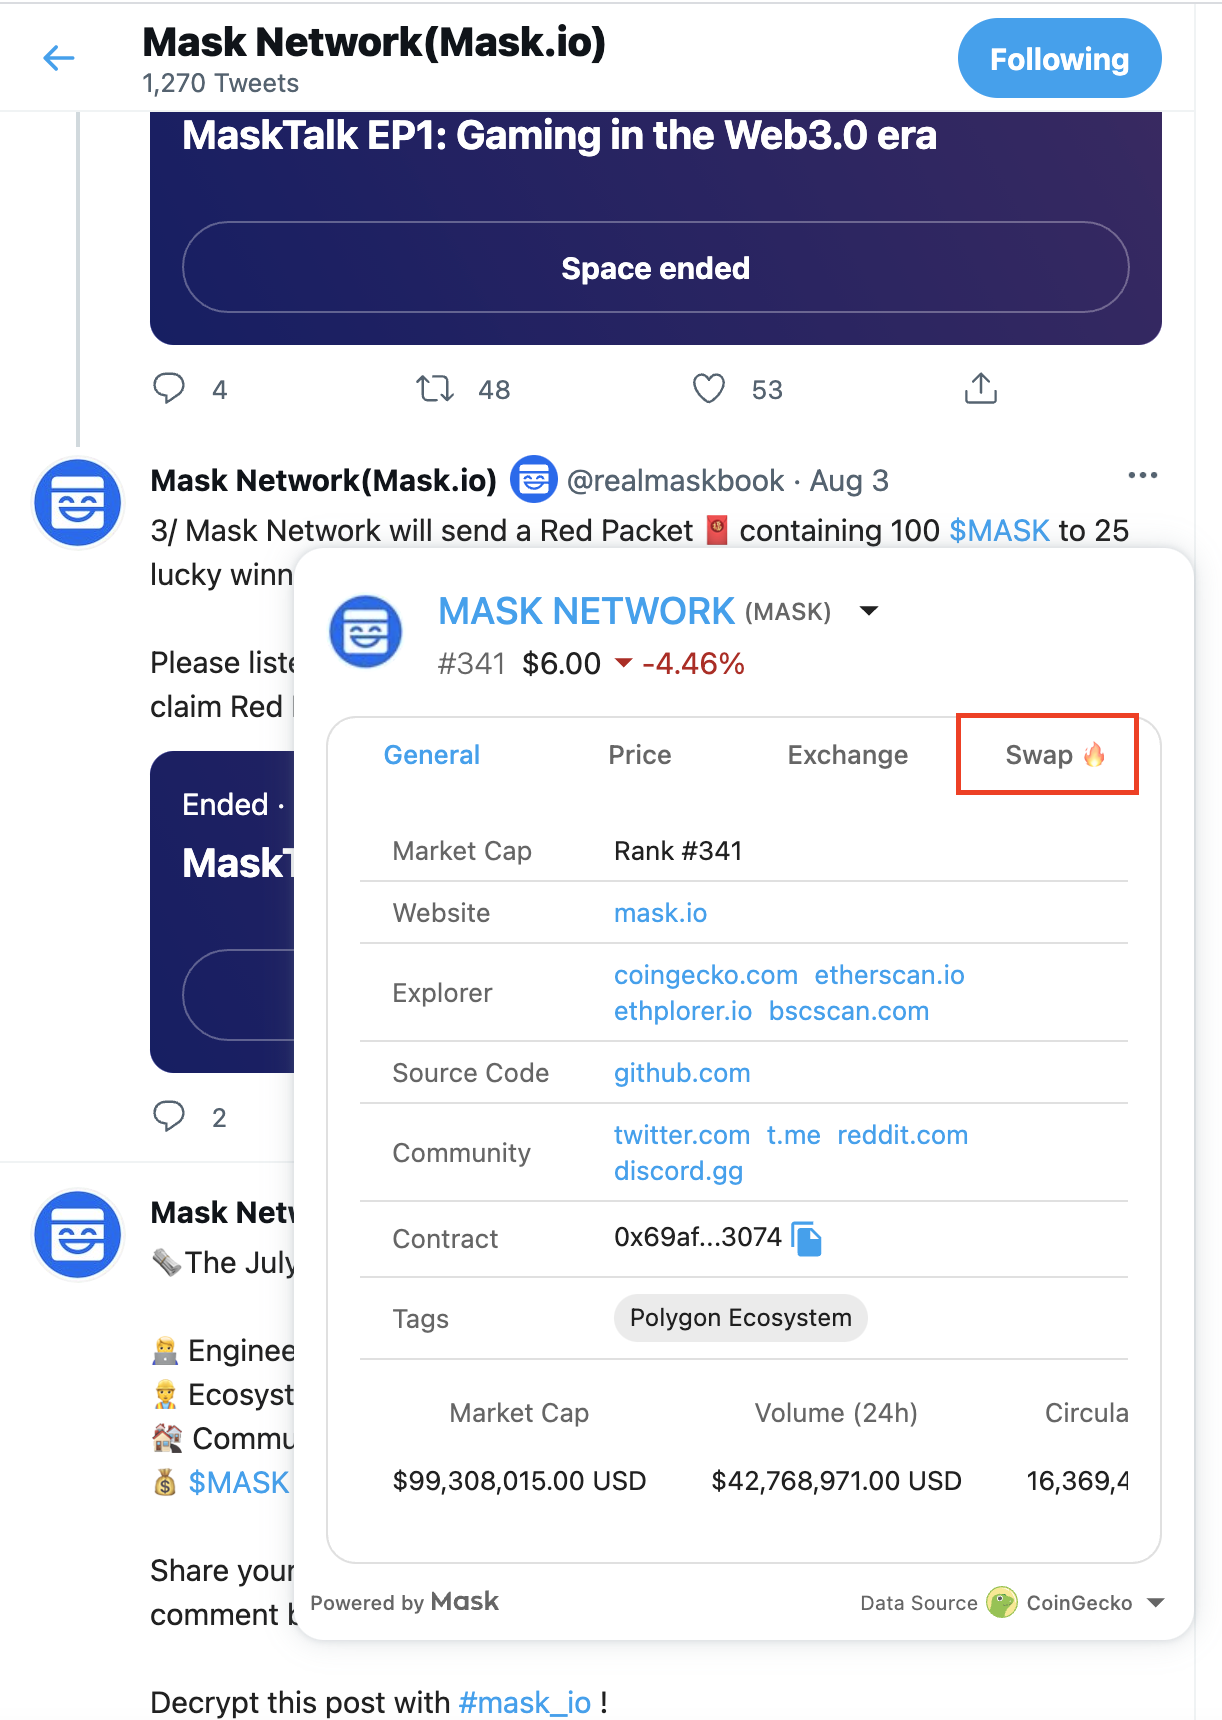 Mask Network(Mask.io)
1,270 Tweets
Following
MaskTalk EP1: Gaming in the Web3.0 era
Space ended
4 48 53
Mask Network(Mask.io) @realmaskbook · Aug 3
3/ Mask Network will send a Red Packet 🧧 containing 100 $MASK to 25
lucky winn
Please liste
claim Red
Ended ·
MaskT
2
MASK NETWORK (MASK)
#341 $6.00 -4.46%
General Price Exchange Swap 🔥
Market Cap Rank #341
Website mask.io
Explorer coingecko.com etherscan.io
ethplorer.io bscscan.com
Source Code github.com
Community twitter.com t.me reddit.com
discord.gg
Contract 0x69af...3074
Tags Polygon Ecosystem
Market Cap Volume (24h) Circula
$99,308,015.00 USD $42,768,971.00 USD 16,369,4
Powered by Mask
Data Source CoinGecko
Mask Netw
🗞️The July
🧑‍💻 Enginee
👷 Ecosyst
🏘️ Commu
💰 $MASK
Share your
comment b
Decrypt this post with #mask_io !